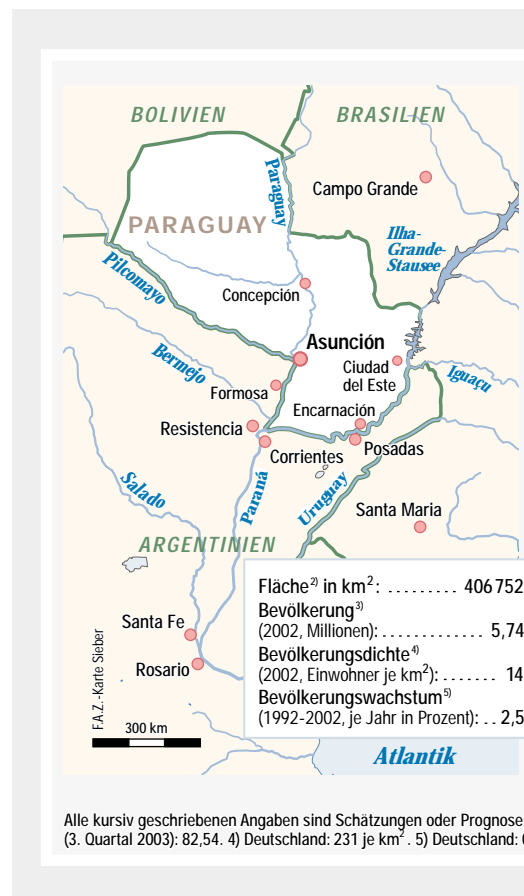 BOLIVIEN
BRASILIEN
Paraguay
Campo Grande
PARAGUAY
Ilha-
Grande-
Stausee
Pilcomayo
Concepción
Asunción
Bermejo
Ciudad
del Este
Iguaçu
Formosa
Encarnación
Resistencia
Corrientes
Posadas
Salado
Paraná
Uruguay
Santa Maria
ARGENTINIEN
Fläche²⁾ in km²: ......... 406 752
Bevölkerung³⁾
(2002, Millionen): ............. 5,74
Bevölkerungsdichte⁴⁾
(2002, Einwohner je km²): ....... 14
Bevölkerungswachstum⁵⁾
(1992-2002, je Jahr in Prozent): .. 2,5
Santa Fe
Rosario
F.A.Z.-Karte Sieber
300 km
Atlantik
Alle kursiv geschriebenen Angaben sind Schätzungen oder Prognose
(3. Quartal 2003): 82,54. 4) Deutschland: 231 je km². 5) Deutschland: